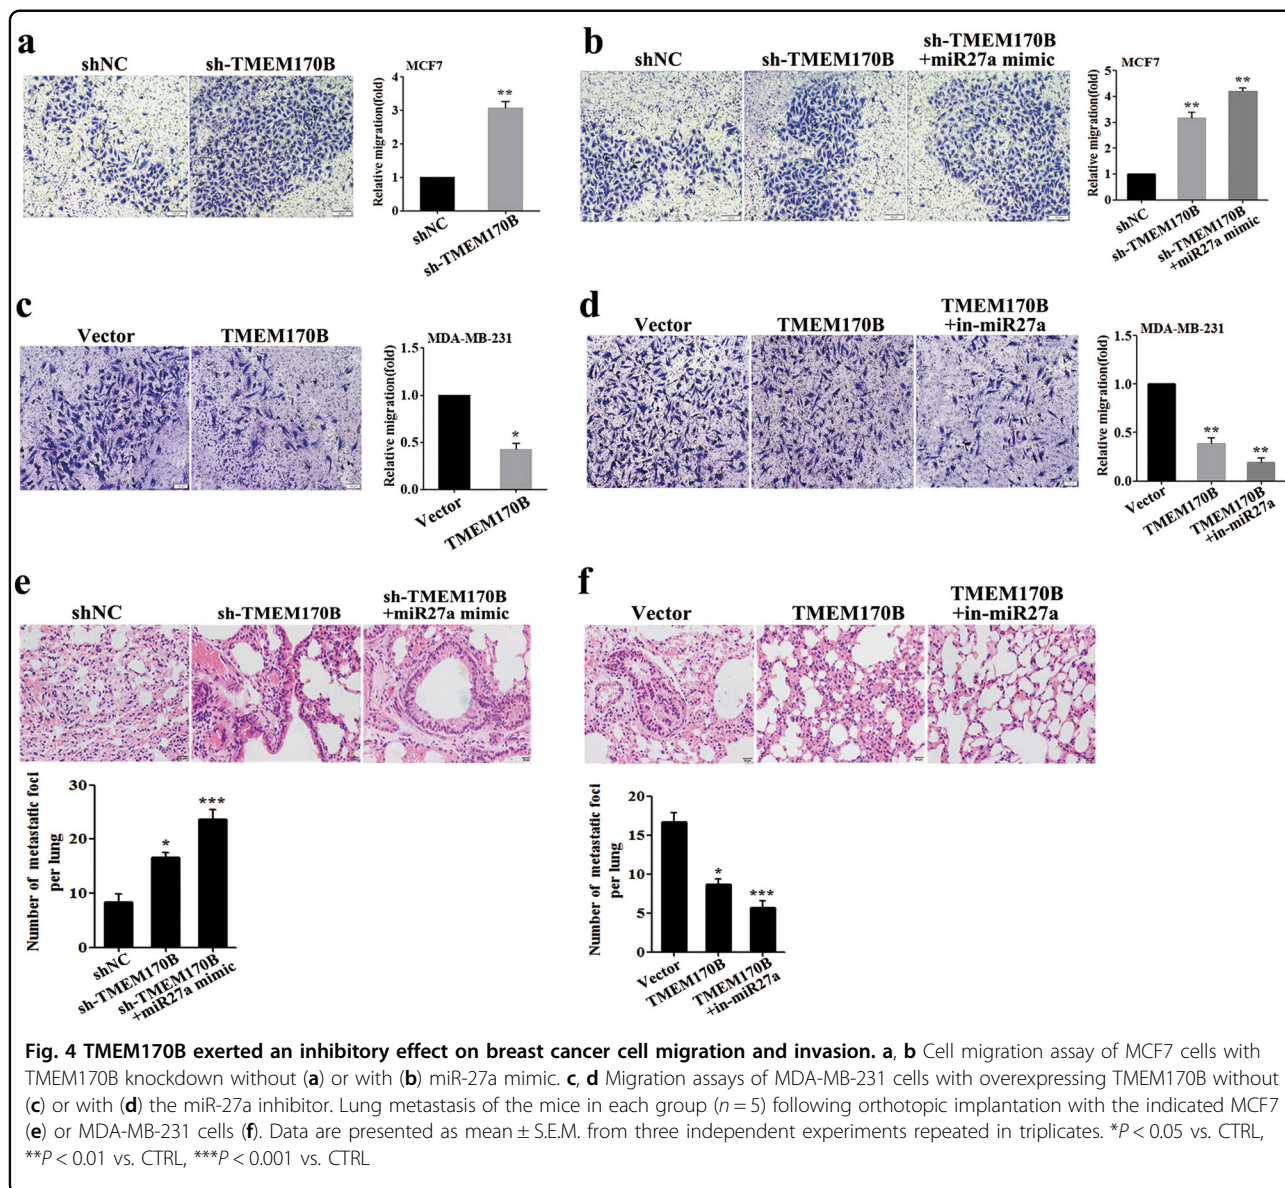 a
shNC
sh-TMEM170B
MCF7
Relative migration(fold)
4
3
2
1
0
**
shNC
sh-TMEM170B
b
shNC
sh-TMEM170B
sh-TMEM170B
+miR27a mimic
MCF7
Relative migration(fold)
5
4
3
2
1
0
**
**
shNC
sh-TMEM170B
sh-TMEM170B
+miR27a mimic
c
Vector
TMEM170B
MDA-MB-231
Relative migration(fold)
1.5
1.0
0.5
0.0
*
Vector
TMEM170B
d
Vector
TMEM170B
TMEM170B
+in-miR27a
MDA-MB-231
Relative migration(fold)
1.5
1.0
0.5
0.0
**
**
Vector
TMEM170B
TMEM170B
+in-miR27a
e
shNC
sh-TMEM170B
sh-TMEM170B
+miR27a mimic
Number of metastatic foci
per lung
30
20
10
0
*
***
shNC
sh-TMEM170B
sh-TMEM170B
+miR27a mimic
f
Vector
TMEM170B
TMEM170B
+in-miR27a
Number of metastatic foci
per lung
20
15
10
5
0
*
***
Vector
TMEM170B
TMEM170B
+in-miR27a
Fig. 4 TMEM170B exerted an inhibitory effect on breast cancer cell migration and invasion. a, b Cell migration assay of MCF7 cells with
TMEM170B knockdown without (a) or with (b) miR-27a mimic. c, d Migration assays of MDA-MB-231 cells with overexpressing TMEM170B without
(c) or with (d) the miR-27a inhibitor. Lung metastasis of the mice in each group (n = 5) following orthotopic implantation with the indicated MCF7
(e) or MDA-MB-231 cells (f). Data are presented as mean ± S.E.M. from three independent experiments repeated in triplicates. *P < 0.05 vs. CTRL,
**P < 0.01 vs. CTRL, ***P < 0.001 vs. CTRL